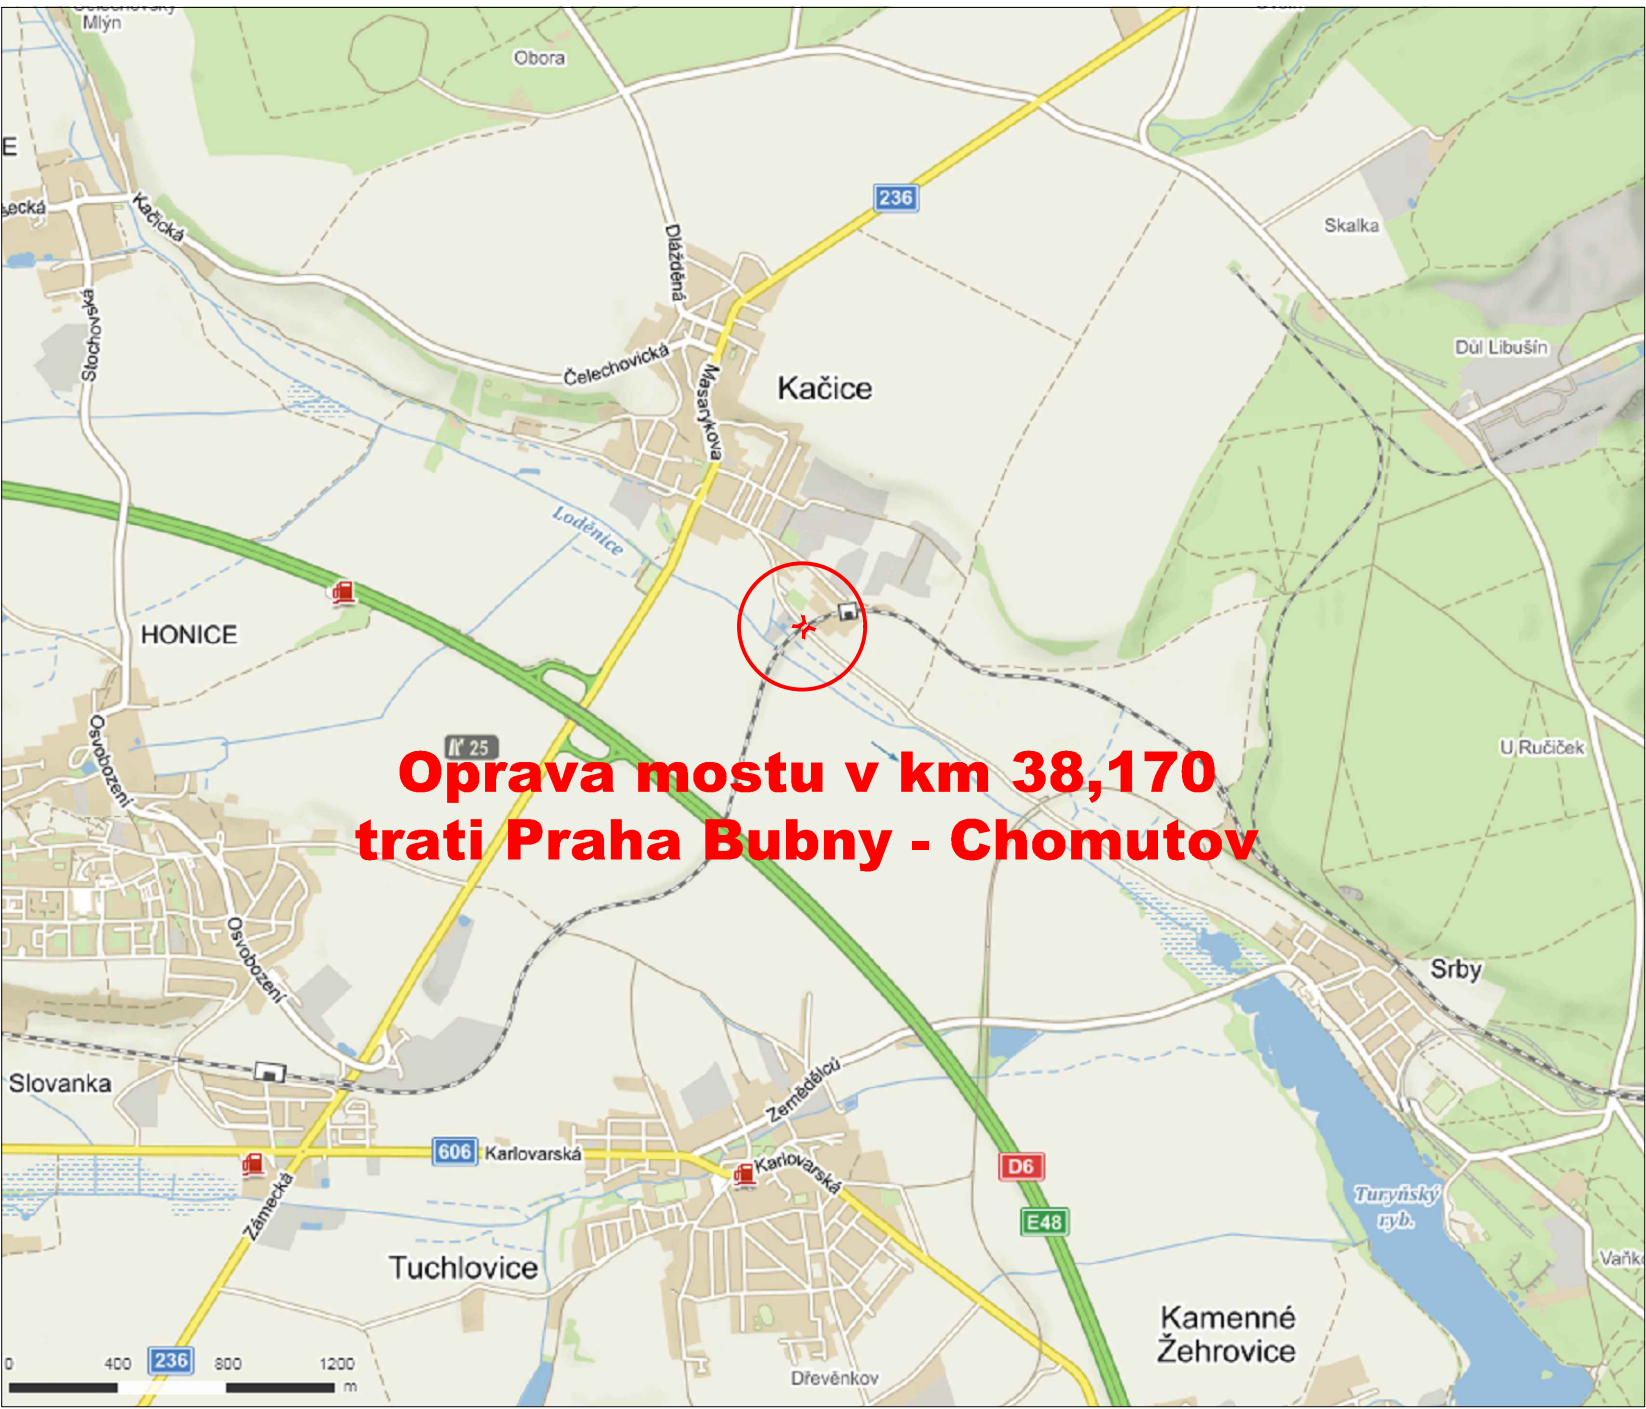 Mlýn
Obora
236
ecká
Kačická
Dlážděná
Skalka
Stochovská
Důl Libušín
Čelechovická
Masarykova
Kačice
Loděnice
HONICE
Osvobození
25
U Ručiček
Oprava mostu v km 38,170
trati Praha Bubny - Chomutov
Osvobození
Srby
Slovanka
Zemědělců
606
Karlovarská
Karlovarská
D6
Turyňský
ryb.
Zámecká
E48
Tuchlovice
Vaňk
Kamenné
Žehrovice
0 400 236 800 1200
m
Dřevěnkov